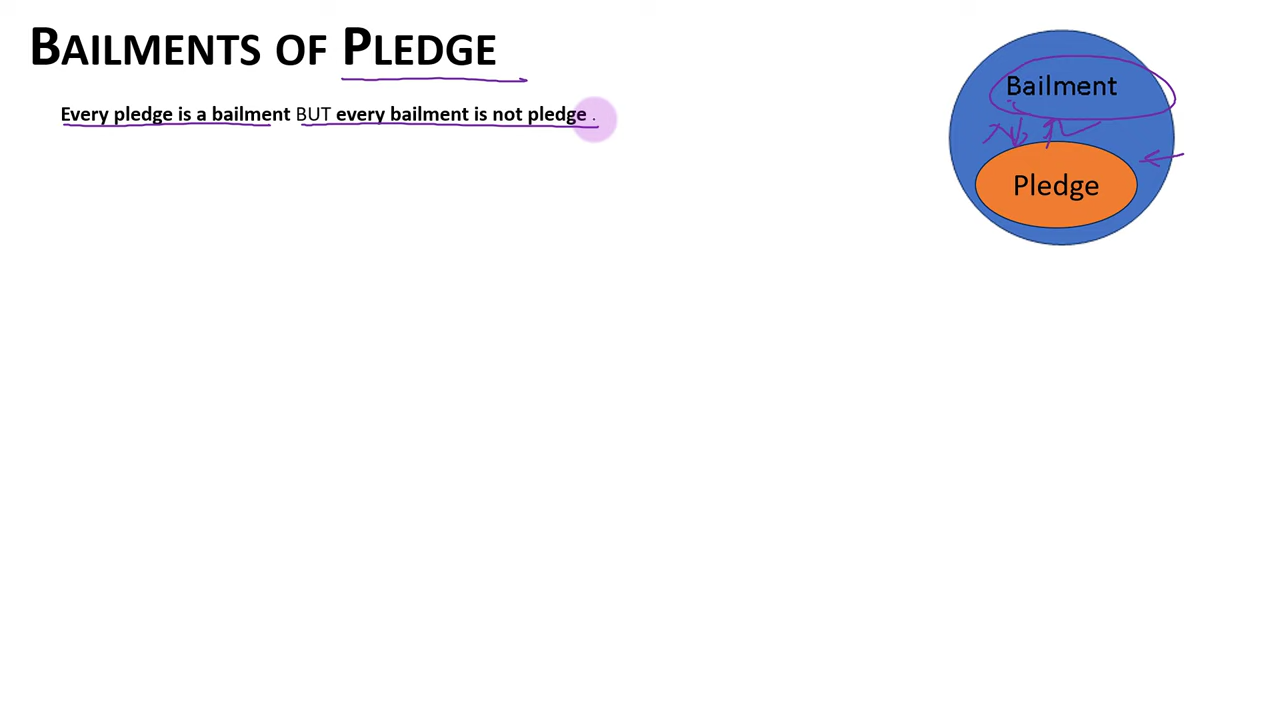 BAILMENTS OF PLEDGE
Every pledge is a bailment BUT every bailment is not pledge .
Bailment
Pledge